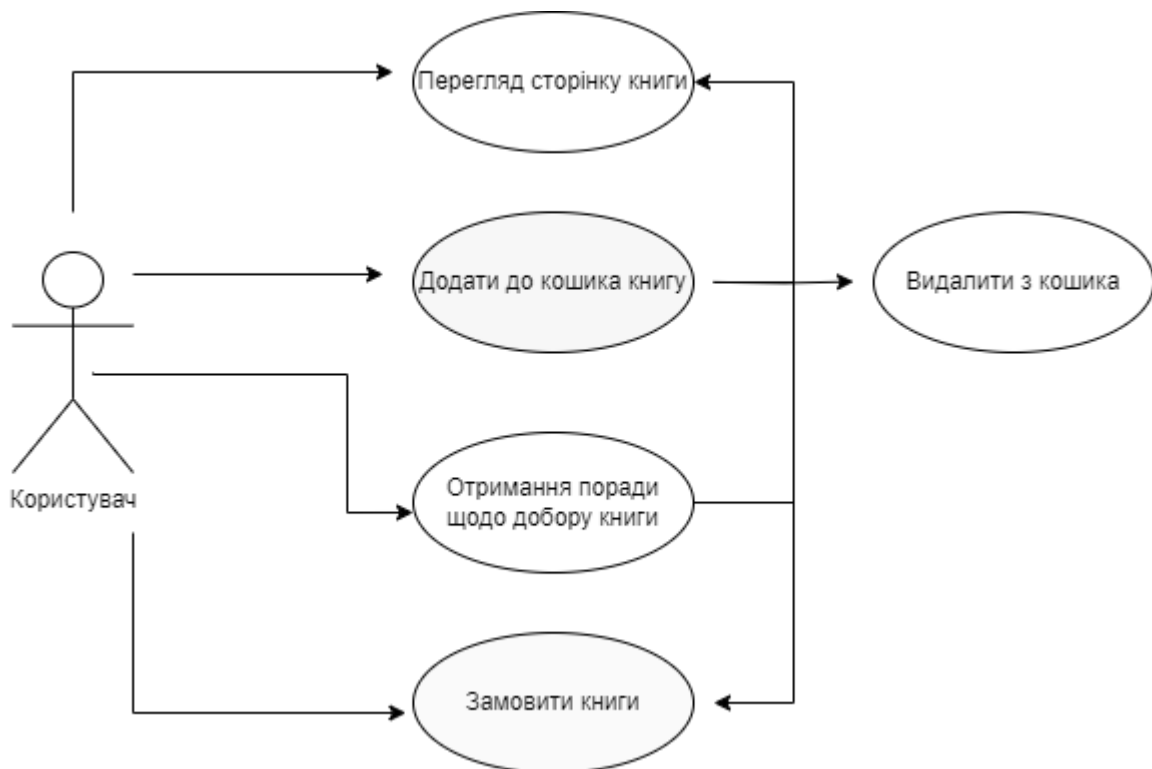 Перегляд сторінку книги
Додати до кошика книгу
Видалити з кошика
Отримання поради
щодо добору книги
Користувач
Замовити книги